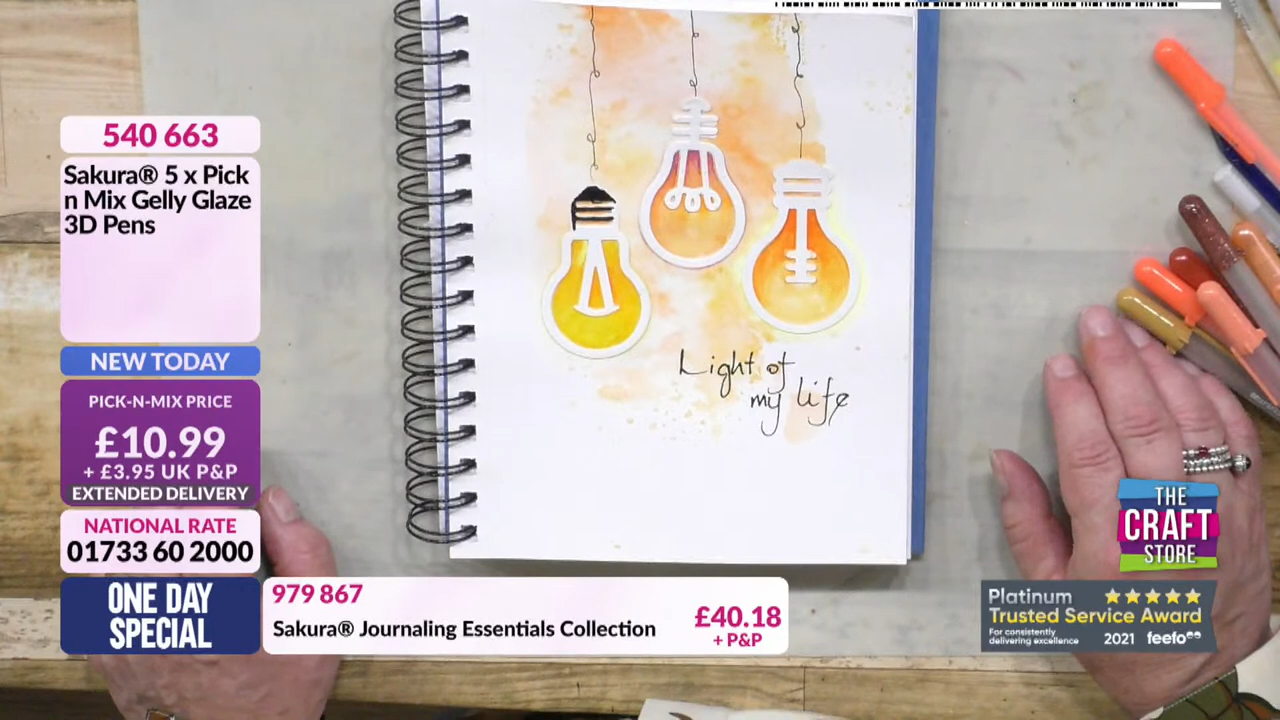 540 663
Sakura® 5 x Pick
n Mix Gelly Glaze
3D Pens
NEW TODAY
PICK-N-MIX PRICE
£10.99
+ £3.95 UK P&P
EXTENDED DELIVERY
NATIONAL RATE
01733 60 2000
ONE DAY
SPECIAL
979 867
Sakura® Journaling Essentials Collection
£40.18
+ P&P
Light of
my life
THE
CRAFT
STORE
Platinum
Trusted Service Award
For consistently
delivering excellence
2021 feefo